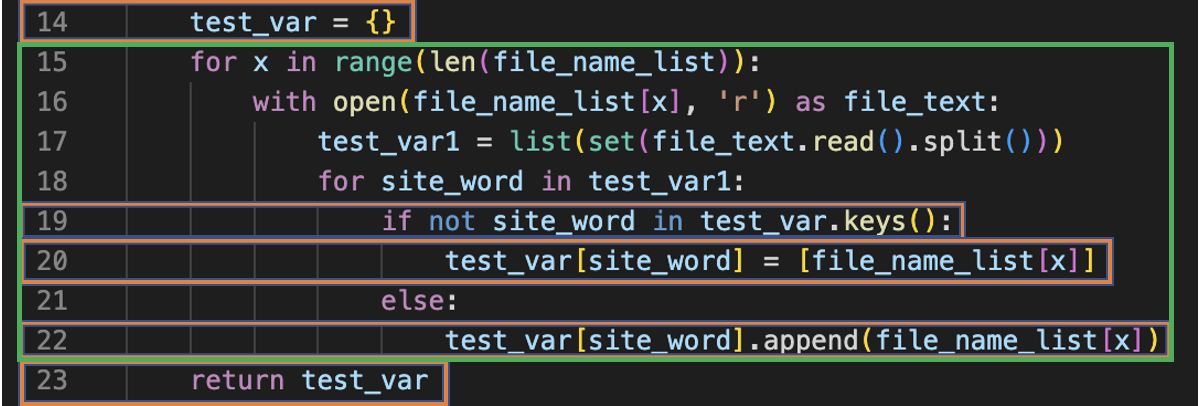 14 test_var = {}
15 for x in range(len(file_name_list)):
16 with open(file_name_list[x], 'r') as file_text:
17 test_var1 = list(set(file_text.read().split()))
18 for site_word in test_var1:
19 if not site_word in test_var.keys():
20 test_var[site_word] = [file_name_list[x]]
21 else:
22 test_var[site_word].append(file_name_list[x])
23 return test_var